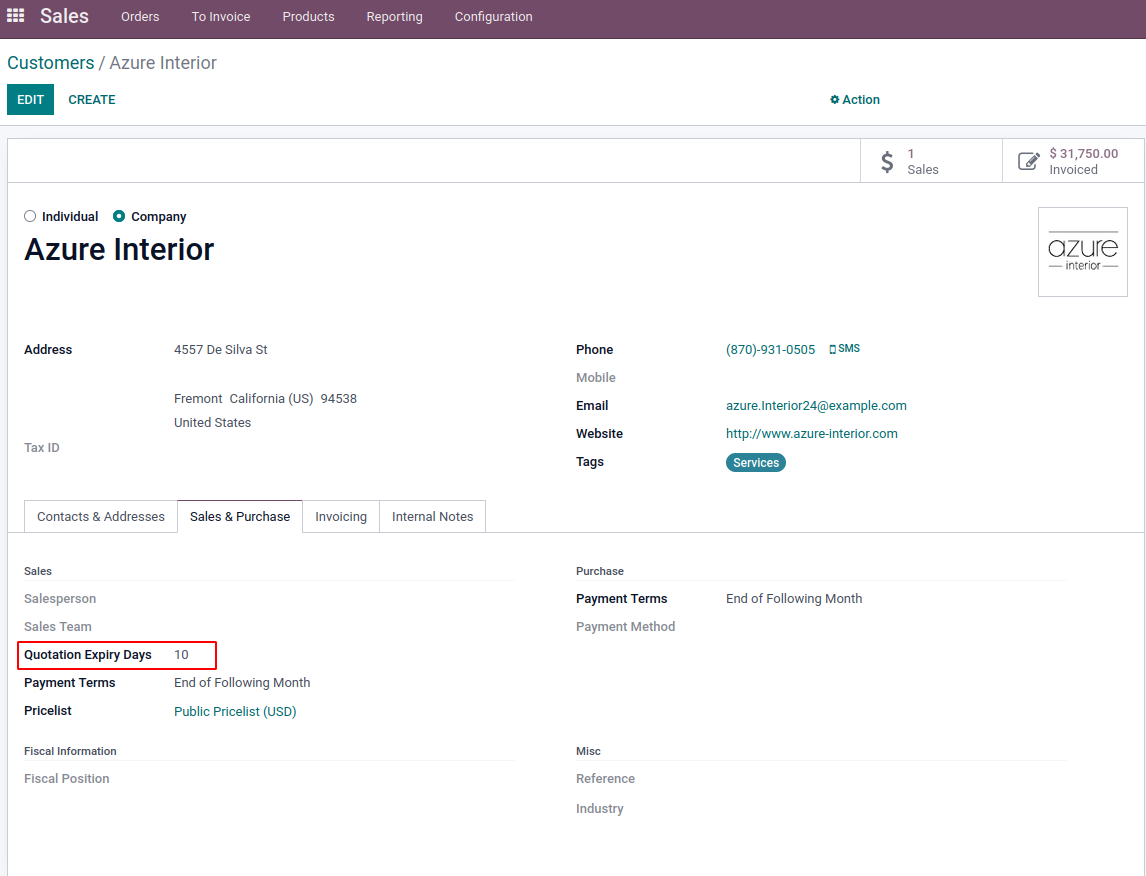 Sales Orders To Invoice Products Reporting Configuration
Customers / Azure Interior
EDIT CREATE Action
1
Sales
$ 31,750.00
Invoiced
Individual Company
Azure Interior
azure
interior
Address 4557 De Silva St
Fremont California (US) 94538
United States
Tax ID
Phone (870)-931-0505 SMS
Mobile
Email azure.Interior24@example.com
Website http://www.azure-interior.com
Tags Services
Contacts & Addresses Sales & Purchase Invoicing Internal Notes
Sales
Salesperson
Sales Team
Quotation Expiry Days 10
Payment Terms End of Following Month
Pricelist Public Pricelist (USD)
Purchase
Payment Terms End of Following Month
Payment Method
Fiscal Information
Fiscal Position
Misc
Reference
Industry